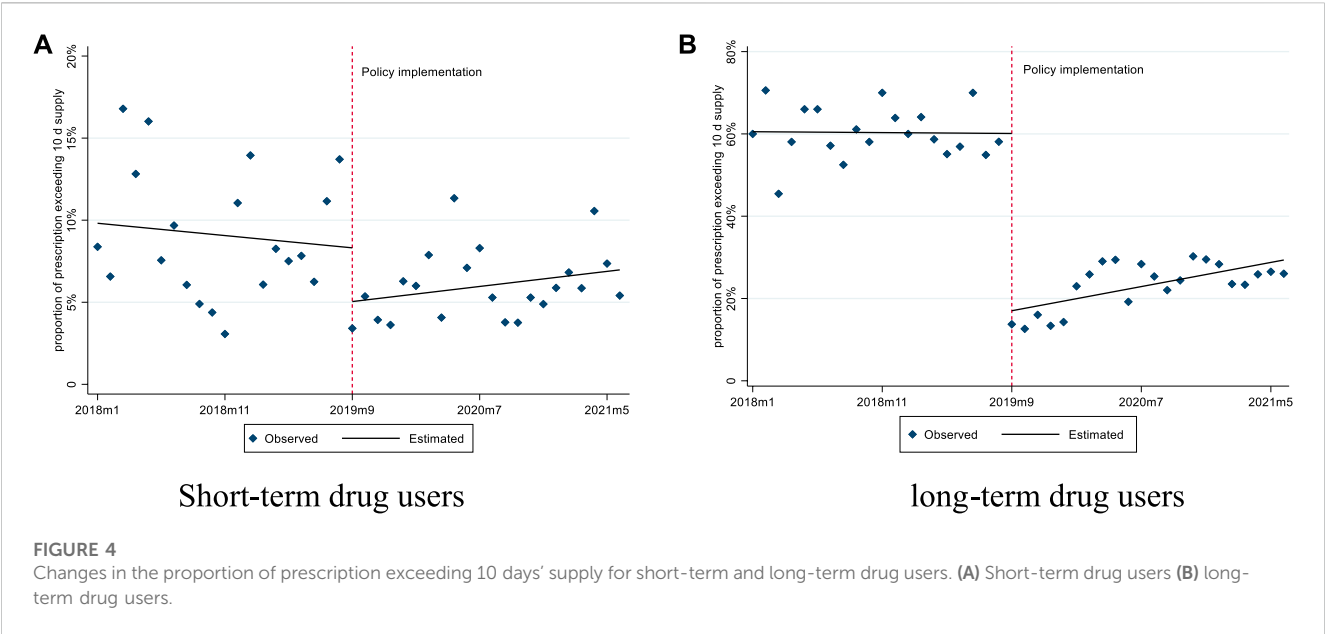 A
proportion of prescription exceeding 10 d supply
20%
15%
10%
5%
0
Policy implementation
2018m1
2018m11
2019m9
2020m7
2021m5
Observed
Estimated
Short-term drug users
B
proportion of prescription exceeding 10 d supply
80%
60%
40%
20%
0
Policy implementation
2018m1
2018m11
2019m9
2020m7
2021m5
Observed
Estimated
long-term drug users
FIGURE 4
Changes in the proportion of prescription exceeding 10 days’ supply for short-term and long-term drug users. (A) Short-term drug users (B) long-
term drug users.